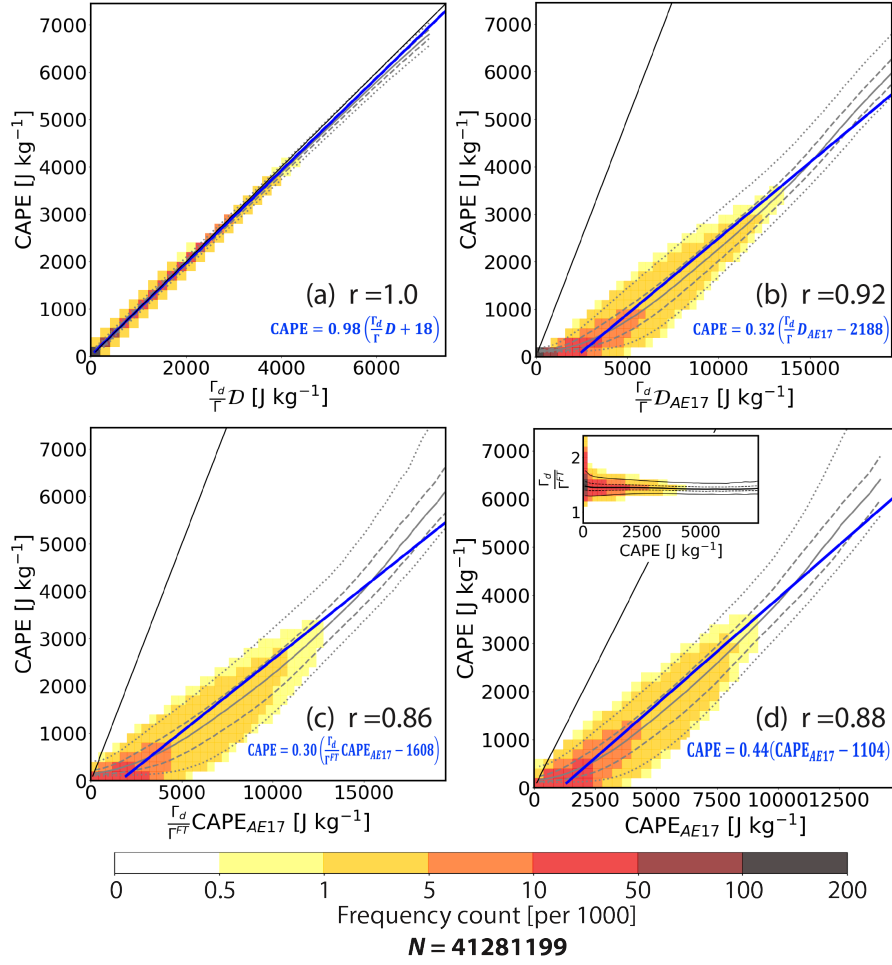 CAPE [J kg⁻¹]
7000
6000
5000
4000
3000
2000
1000
0
(a) r =1.0
CAPE = 0.98 (Γd/Γ D + 18)
0 2000 4000 6000
Γd/Γ 𝒟 [J kg⁻¹]
CAPE [J kg⁻¹]
7000
6000
5000
4000
3000
2000
1000
0
(b) r =0.92
CAPE = 0.32 (Γd/Γ D_AE17 − 2188)
0 5000 10000 15000
Γd/Γ 𝒟_AE17 [J kg⁻¹]
CAPE [J kg⁻¹]
7000
6000
5000
4000
3000
2000
1000
0
(c) r =0.86
CAPE = 0.30 (Γd/Γ^FT CAPE_AE17 − 1608)
0 5000 10000 15000
Γd/Γ^FT CAPE_AE17 [J kg⁻¹]
CAPE [J kg⁻¹]
7000
6000
5000
4000
3000
2000
1000
0
Γd/Γ^FT
2
1
0 2500 5000
CAPE [J kg⁻¹]
(d) r =0.88
CAPE = 0.44(CAPE_AE17 − 1104)
0 2500 5000 7500 10000 12500
CAPE_AE17 [J kg⁻¹]
0 0.5 1 5 10 50 100 200
Frequency count [per 1000]
N = 41281199